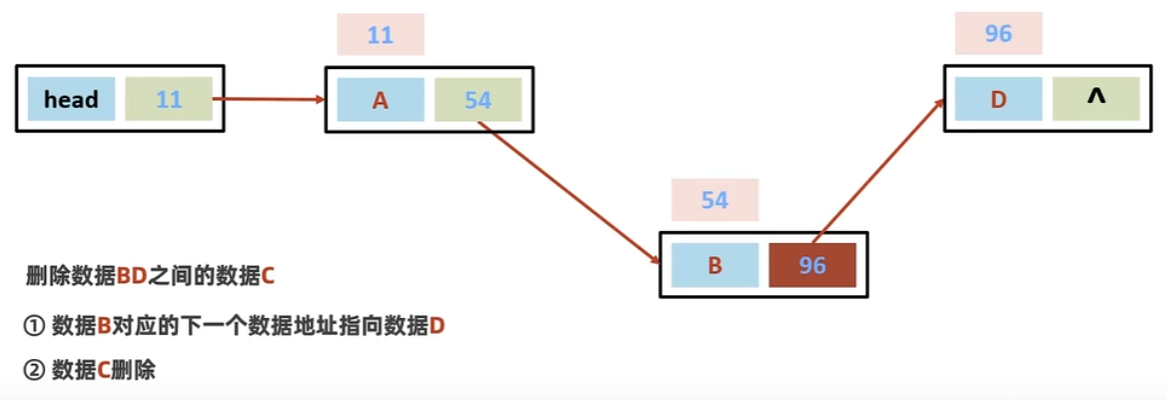 11
96
head 11
A 54
D ^
54
B 96
删除数据BD之间的数据C
① 数据B对应的下一个数据地址指向数据D
② 数据C删除